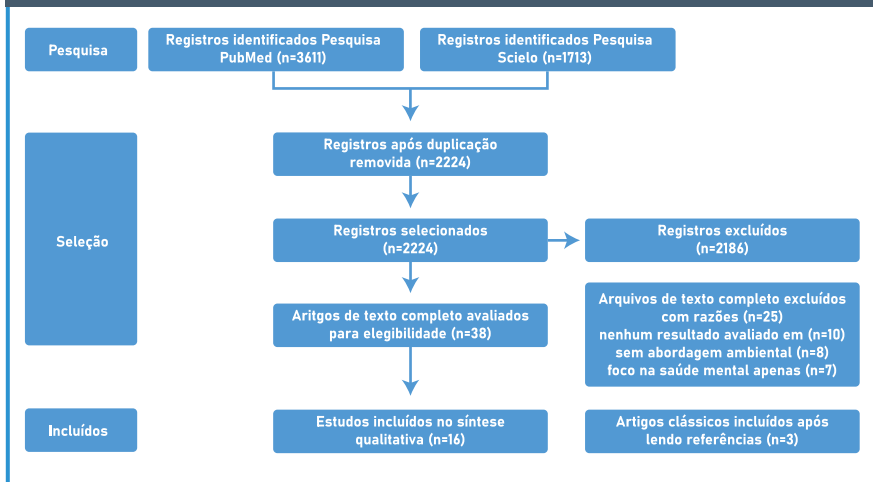 Pesquisa
Registros identificados Pesquisa
PubMed (n=3611)
Registros identificados Pesquisa
Scielo (n=1713)
Seleção
Registros após duplicação
removida (n=2224)
Registros selecionados
(n=2224)
Registros excluídos
(n=2186)
Aritgos de texto completo avaliados
para elegibilidade (n=38)
Arquivos de texto completo excluídos
com razões (n=25)
nenhum resultado avaliado em (n=10)
sem abordagem ambiental (n=8)
foco na saúde mental apenas (n=7)
Incluídos
Estudos incluídos no síntese
qualitativa (n=16)
Artigos clássicos incluídos após
lendo referências (n=3)